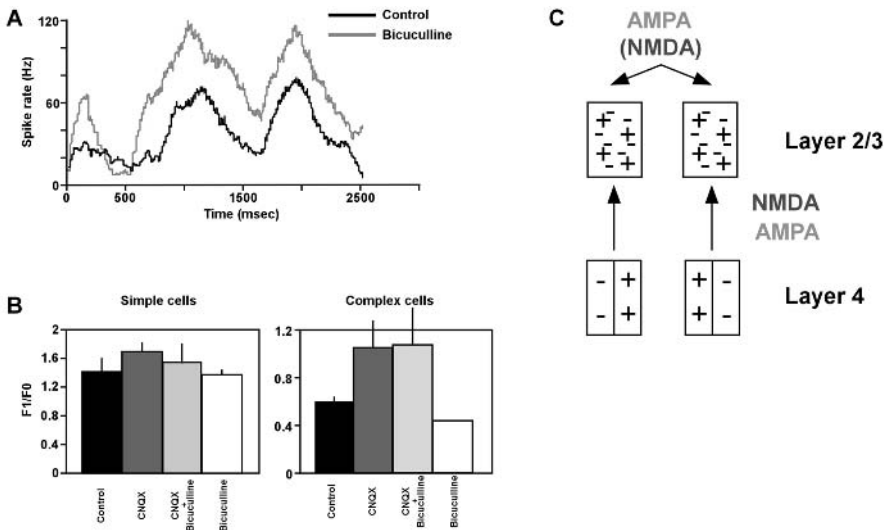 A
Control
Bicuculline
Spike rate (Hz)
120
60
0
0
500
1500
2500
Time (msec)
B
Simple cells
F1/F0
2
1.6
1.2
0.8
0.4
0
Control
CNQX
CNQX
+
Bicuculline
Bicuculline
Complex cells
1.2
0.8
0.4
0
Control
CNQX
CNQX
+
Bicuculline
Bicuculline
C
AMPA
(NMDA)
Layer 2/3
NMDA
AMPA
Layer 4